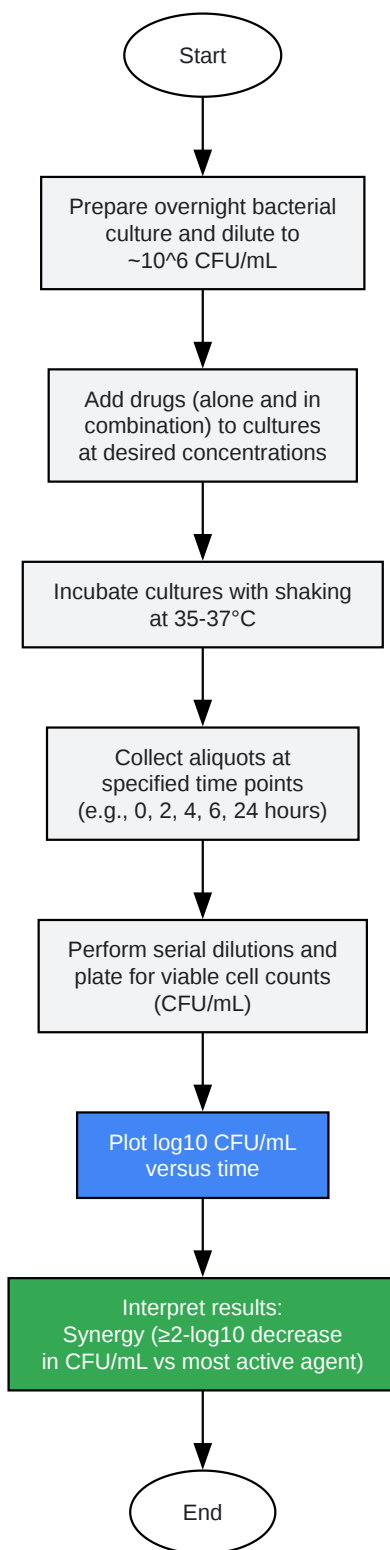 Start
Prepare overnight bacterial
culture and dilute to
~10^6 CFU/mL
Add drugs (alone and in
combination) to cultures
at desired concentrations
Incubate cultures with shaking
at 35-37°C
Collect aliquots at
specified time points
(e.g., 0, 2, 4, 6, 24 hours)
Perform serial dilutions and
plate for viable cell counts
(CFU/mL)
Plot log10 CFU/mL
versus time
Interpret results:
Synergy (≥2-log10 decrease
in CFU/mL vs most active agent)
End